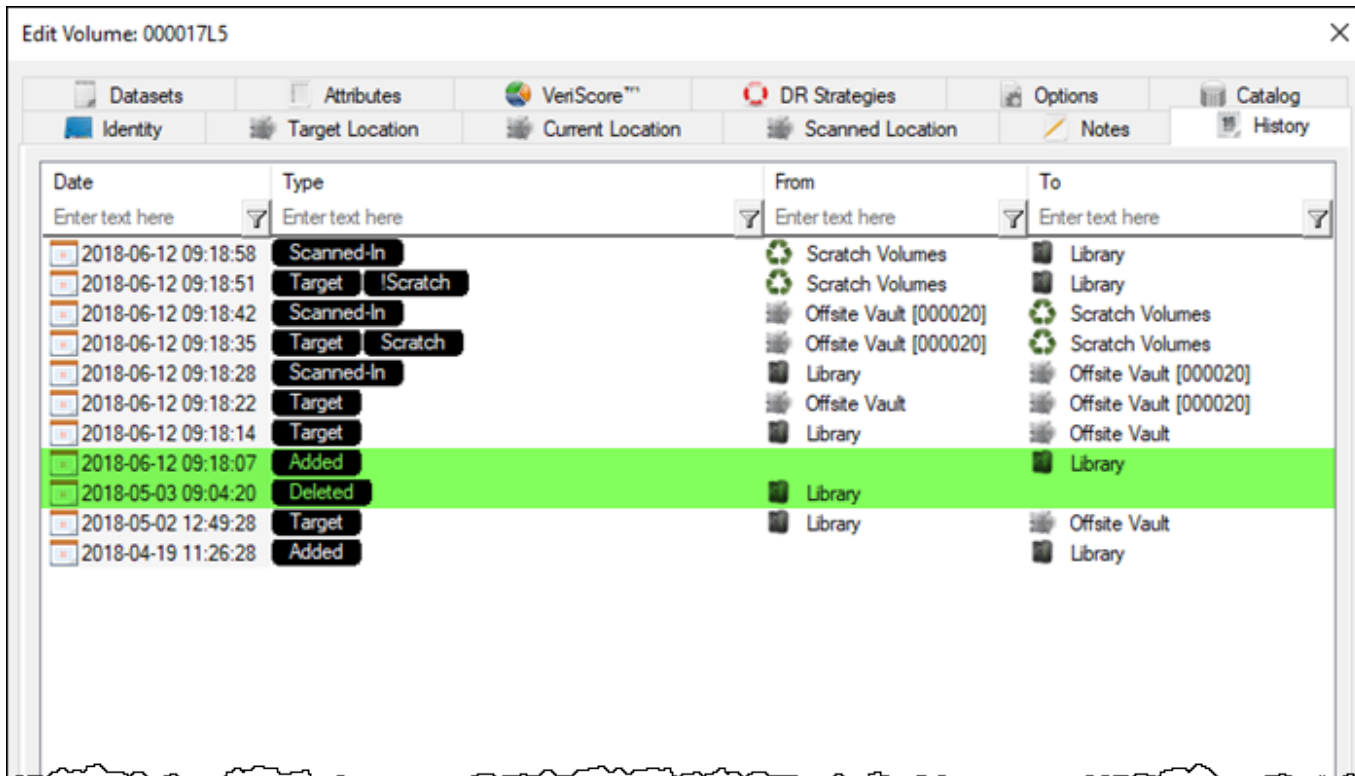 Edit Volume: 000017L5
Datasets Attributes VeriScore™ DR Strategies Options Catalog
Identity Target Location Current Location Scanned Location Notes History
Date Type From To
Enter text here Enter text here Enter text here Enter text here
2018-06-12 09:18:58 Scanned-In Scratch Volumes Library
2018-06-12 09:18:51 Target !Scratch Scratch Volumes Library
2018-06-12 09:18:42 Scanned-In Offsite Vault [000020] Scratch Volumes
2018-06-12 09:18:35 Target Scratch Offsite Vault [000020] Scratch Volumes
2018-06-12 09:18:28 Scanned-In Library Offsite Vault [000020]
2018-06-12 09:18:22 Target Offsite Vault Offsite Vault [000020]
2018-06-12 09:18:14 Target Library Offsite Vault
2018-06-12 09:18:07 Added Library
2018-05-03 09:04:20 Deleted Library
2018-05-02 12:49:28 Target Library Offsite Vault
2018-04-19 11:26:28 Added Library